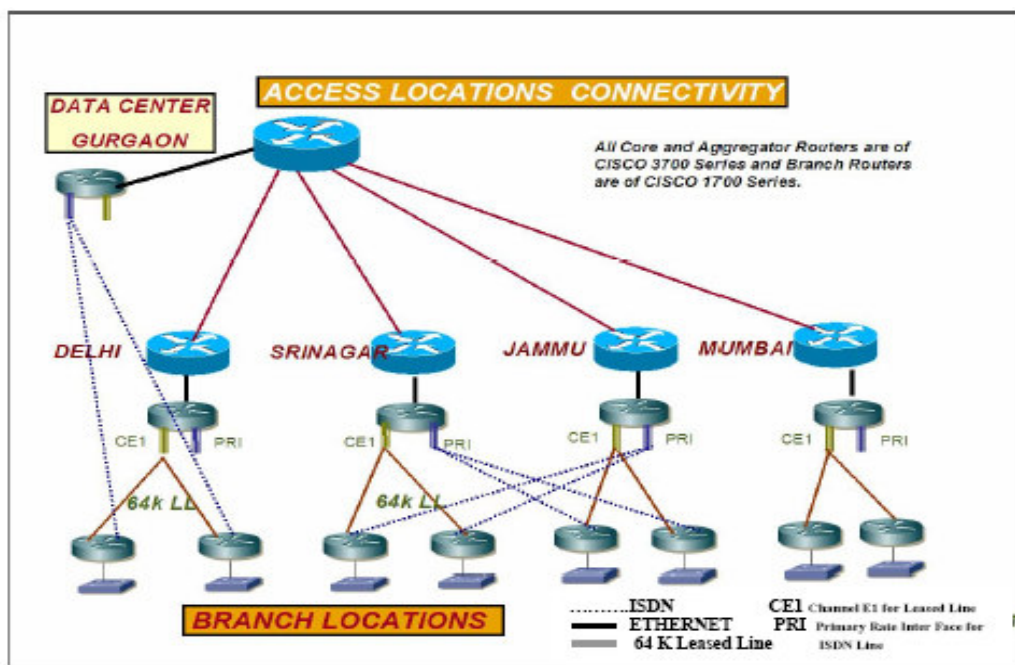 ACCESS LOCATIONS CONNECTIVITY
DATA CENTER
GURGAON
All Core and Aggregator Routers are of
CISCO 3700 Series and Branch Routers
are of CISCO 1700 Series.
DELHI
SRINAGAR
JAMMU
MUMBAI
CE1
PRI
CE1
PRI
CE1
PRI
CE1
PRI
64k LL
64k LL
BRANCH LOCATIONS
ISDN
CE1 Channel E1 for Leased Line
ETHERNET
PRI Primary Rate Inter Face for
ISDN Line
64 K Leased Line